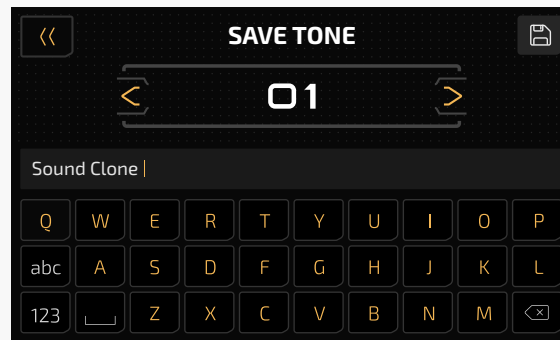 SAVE TONE
01
Sound Clone
Q W E R T Y U I O P
abc A S D F G H J K L
123 Z X C V B N M